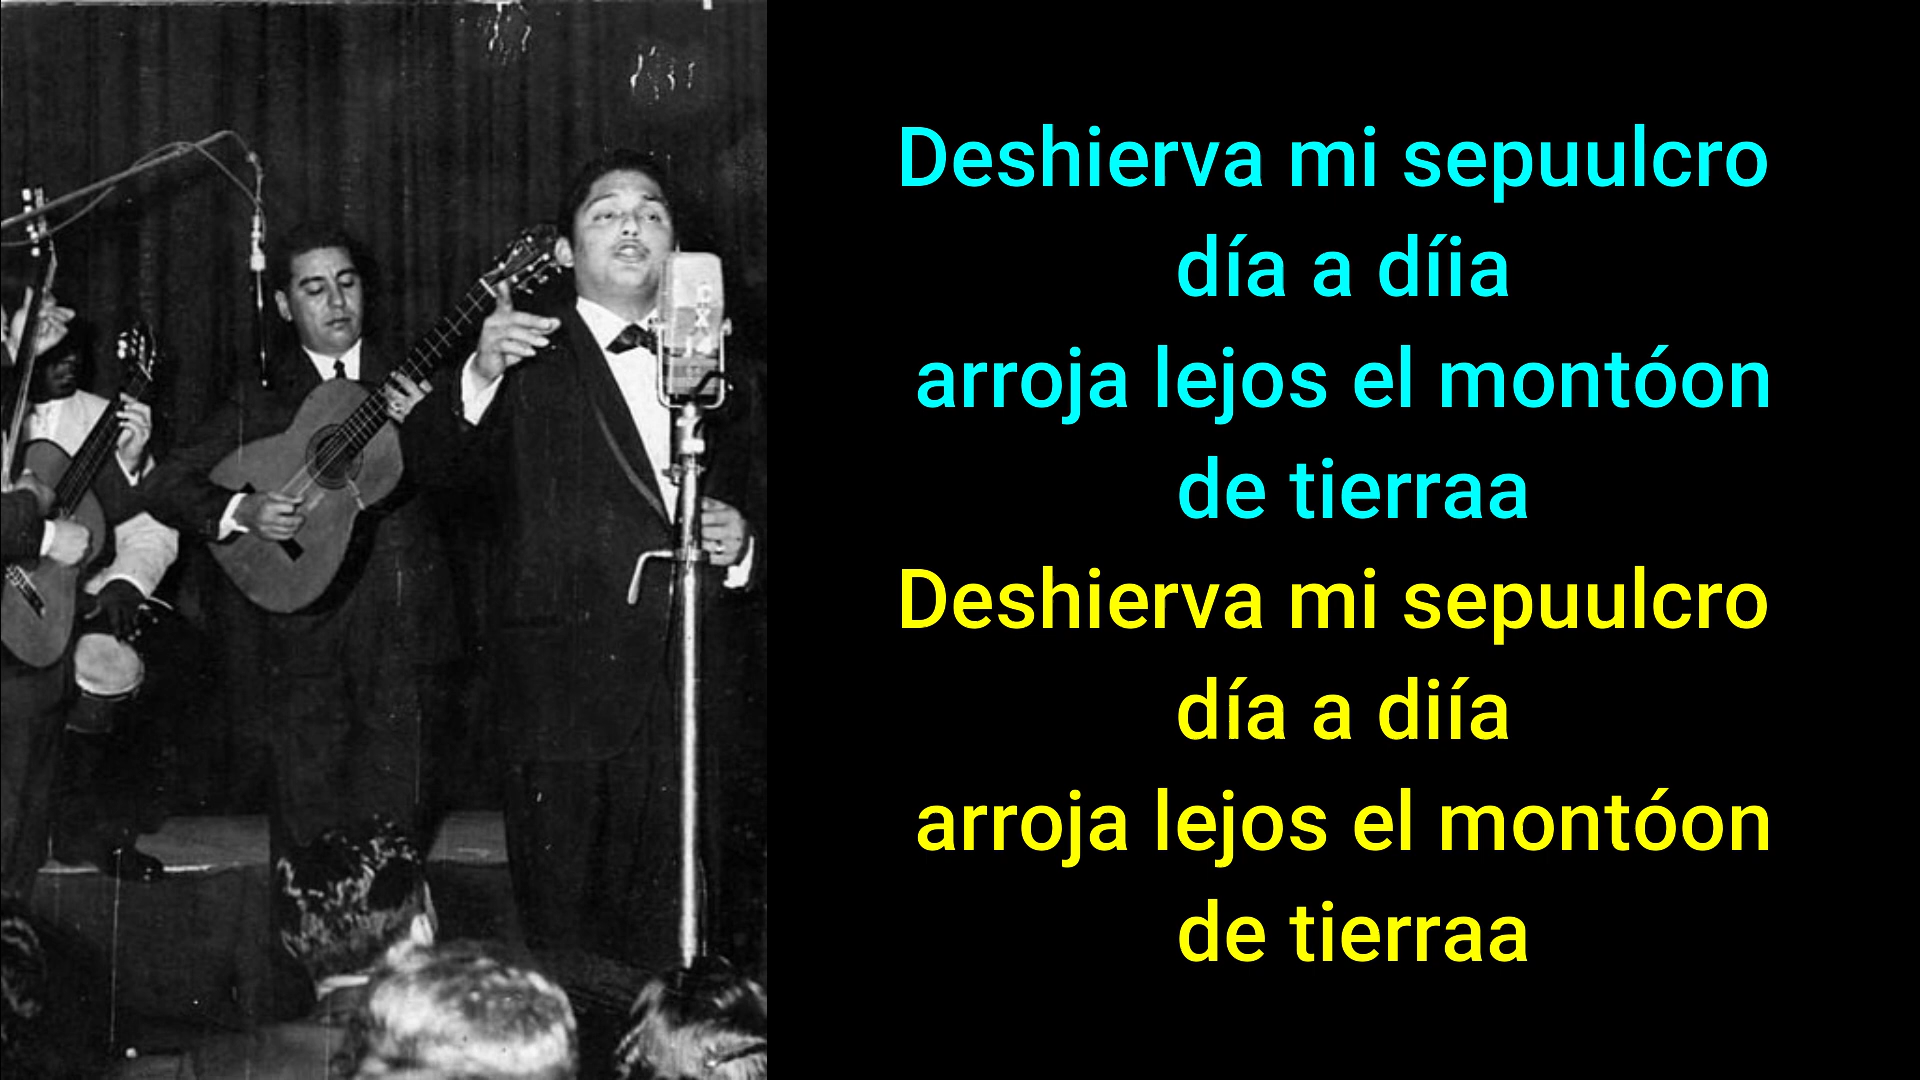 Deshierva mi sepuulcro
día a díia
arroja lejos el montóon
de tierraa
Deshierva mi sepuulcro
día a diía
arroja lejos el montóon
de tierraa